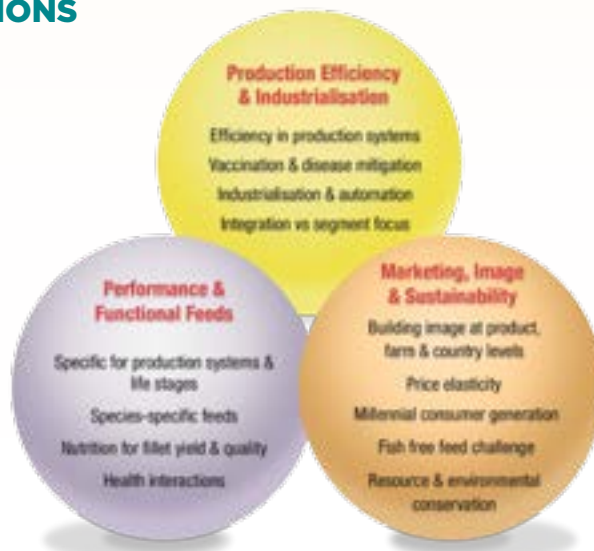 IONS
Production Efficiency
& Industrialisation
Efficiency in production systems
Vaccination & disease mitigation
Industrialisation & automation
Integration vs segment focus
Performance &
Functional Feeds
Specific for production systems &
life stages
Species-specific feeds
Nutrition for fillet yield & quality
Health interactions
Marketing, Image
& Sustainability
Building image at product,
farm & country levels
Price elasticity
Millennial consumer generation
Fish free feed challenge
Resource & environmental
conservation